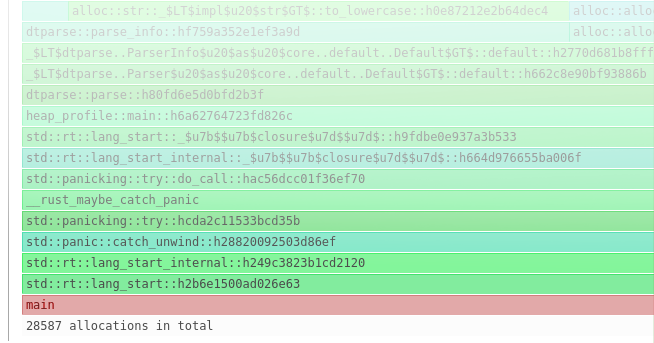 alloc::str::_$LT$impl$u20$str$GT$::to_lowercase::h0e87212e2b64dec4 alloc::allo
dtparse::parse_info::hf759a352e1ef3a9d alloc::alloc
_$LT$dtparse..ParserInfo$u20$as$u20$core..default..Default$GT$::default::h2770d681b8fff
_$LT$dtparse..Parser$u20$as$u20$core..default..Default$GT$::default::h662c8e90bf93886b
dtparse::parse::h80fd6e5d0bfd2b3f
heap_profile::main::h6a62764723fd826c
std::rt::lang_start::_$u7b$$u7b$closure$u7d$$u7d$::h9fdbe0e937a3b533
std::rt::lang_start_internal::_$u7b$$u7b$closure$u7d$$u7d$::h664d976655ba006f
std::panicking::try::do_call::hac56dcc01f36ef70
__rust_maybe_catch_panic
std::panicking::try::hcda2c11533bcd35b
std::panic::catch_unwind::h28820092503d86ef
std::rt::lang_start_internal::h249c3823b1cd2120
std::rt::lang_start::h2b6e1500ad026e63
main
28587 allocations in total